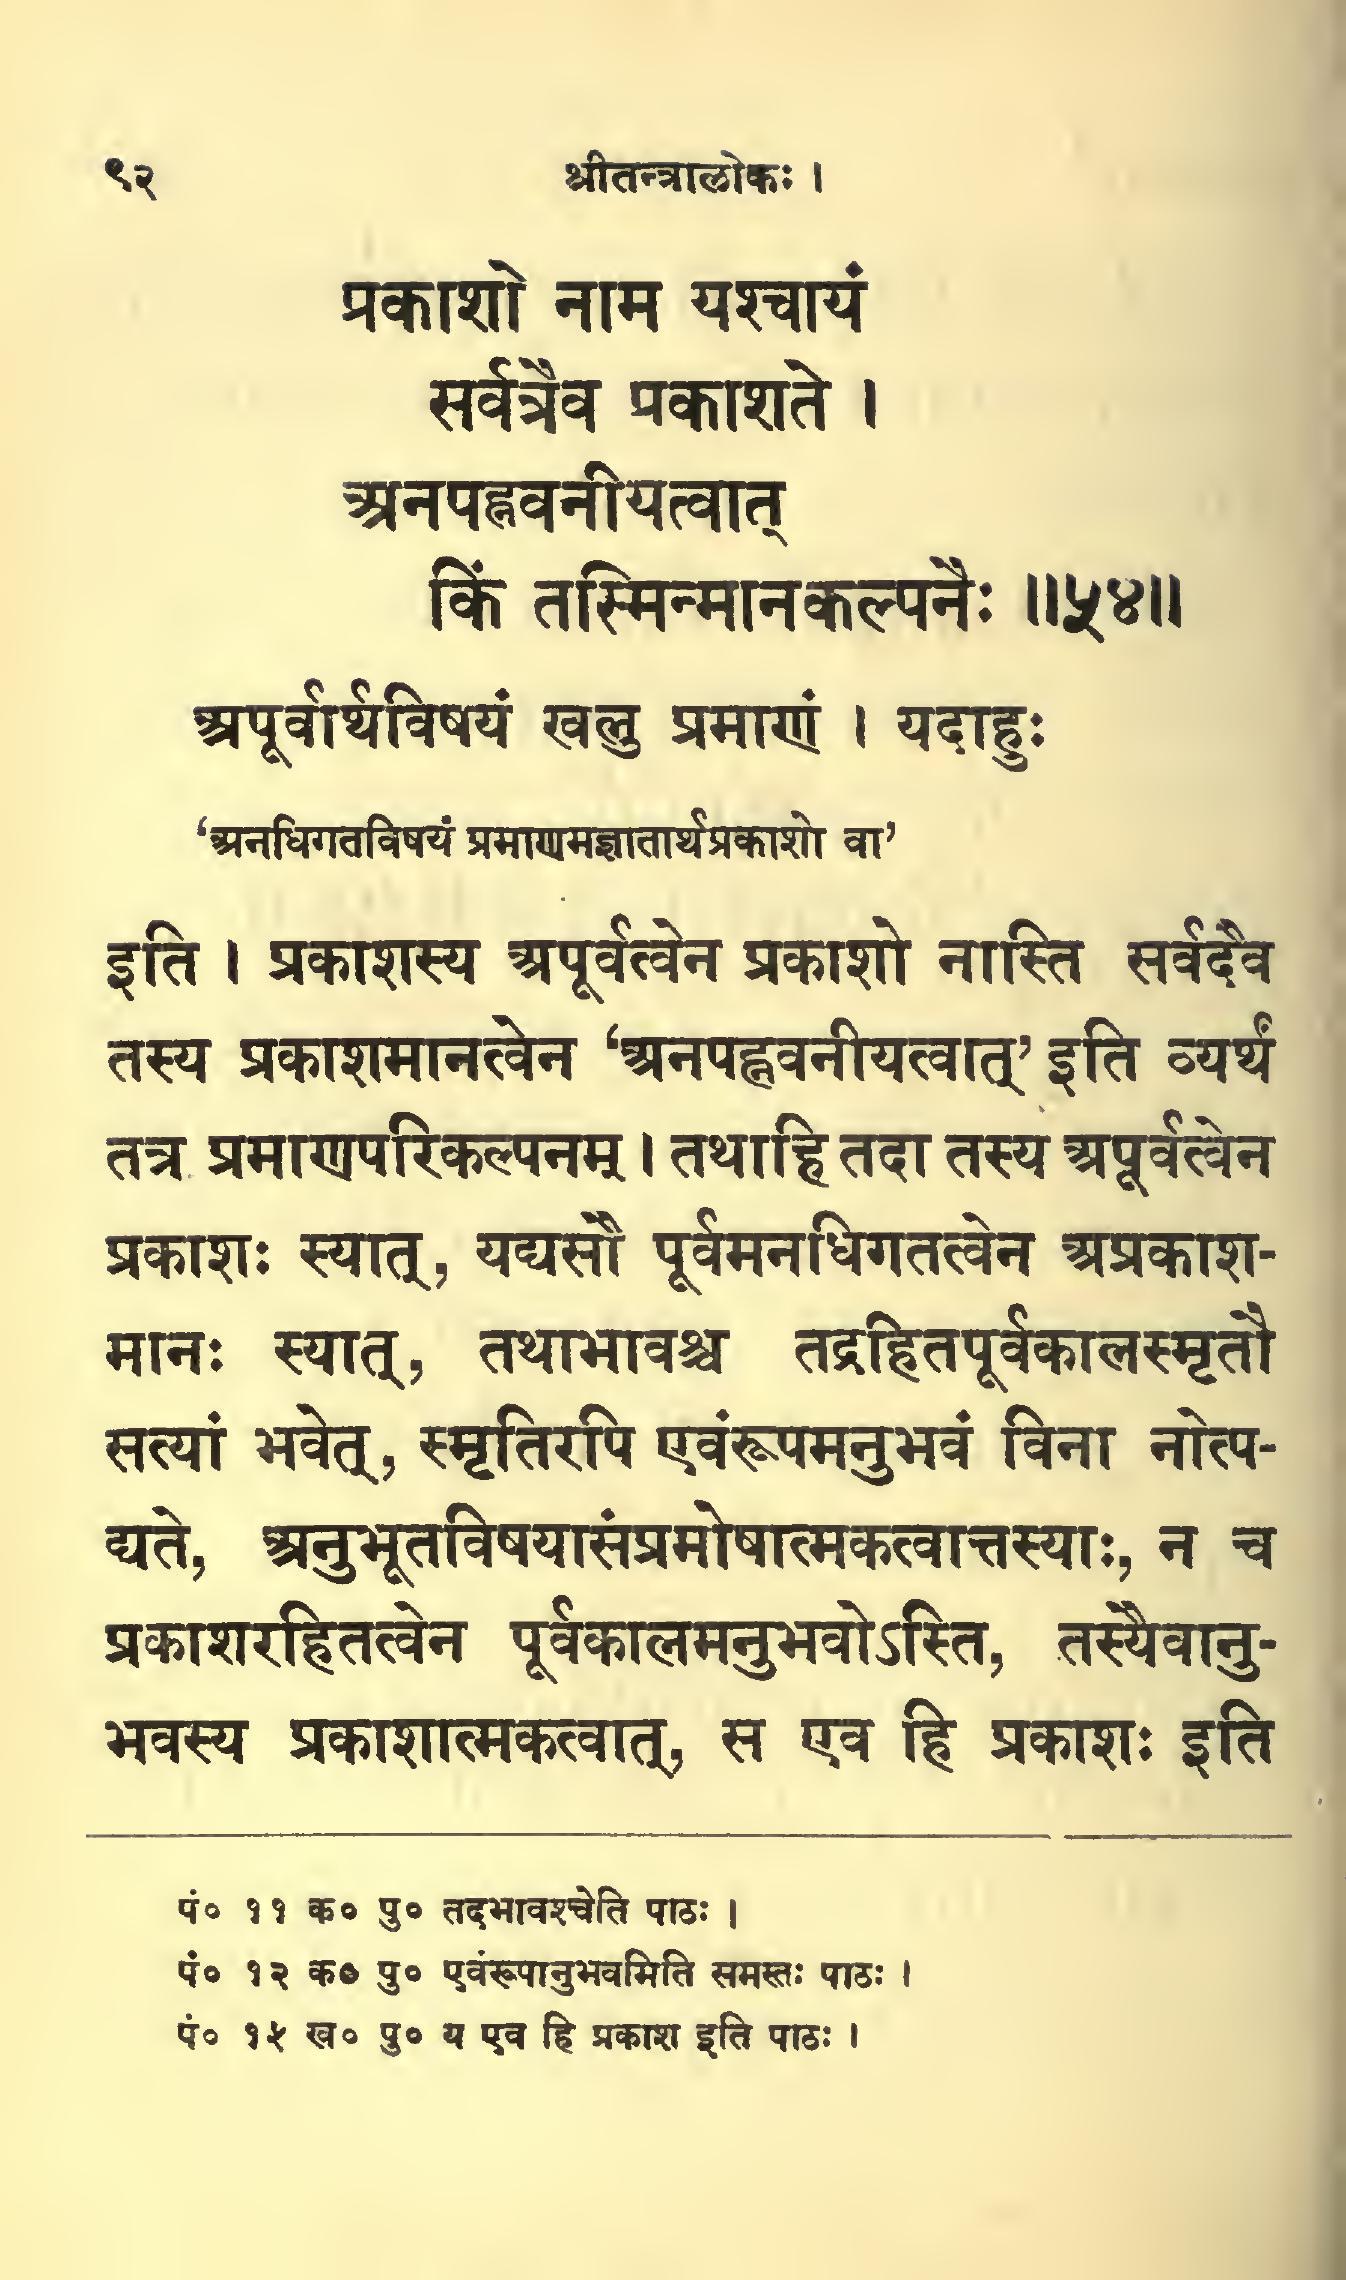 ९२ श्रीतन्त्रालोकः ।
प्रकाशो नाम यश्चायं
सर्वत्रैव प्रकाशते ।
अनपह्नवनीयत्वात्
किं तस्मिन्मानकल्पनैः ॥५४॥
अपूर्वार्थविषयं खलु प्रमाणं । यदाहुः
‘अनधिगतविषयं प्रमाणमज्ञातार्थप्रकाशो वा’
इति । प्रकाशस्य अपूर्वत्वेन प्रकाशो नास्ति सर्वदैव
तस्य प्रकाशमानत्वेन ‘अनपह्नवनीयत्वात्’ इति व्यर्थं
तत्र प्रमाणपरिकल्पनम् । तथाहि तदा तस्य अपूर्वत्वेन
प्रकाशः स्यात्, यद्यसौ पूर्वमनधिगतत्वेन अप्रकाश-
मानः स्यात्, तथाभावश्च तद्रहितपूर्वकालस्मृतौ
सत्यां भवेत्, स्मृतिरपि एवंरूपमनुभवं विना नोत्प-
द्यते, अनुभूतविषयासंप्रमोषात्मकत्वात्तस्याः, न च
प्रकाशरहितत्वेन पूर्वकालमनुभवोऽस्ति, तस्यैवानु-
भवस्य प्रकाशात्मकत्वात्, स एव हि प्रकाशः इति
पं० ११ क० पु० तदभावश्चेति पाठः ।
पं० १२ क० पु० एवंरूपानुभवमिति समस्तः पाठः ।
पं० १५ ख० पु० य एव हि प्रकाश इति पाठः ।